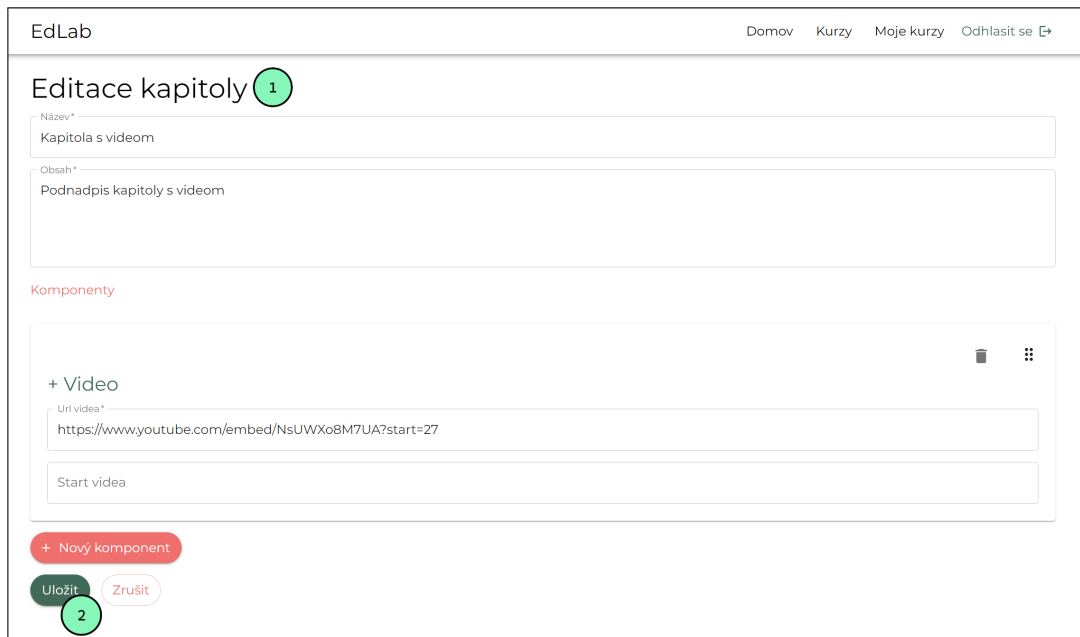 EdLab
Domov Kurzy Moje kurzy Odhlasit se
Editace kapitoly 1
Název*
Kapitola s videom
Obsah*
Podnadpis kapitoly s videom
Komponenty
+ Video
Url videa*
https://www.youtube.com/embed/NsUWXo8M7UA?start=27
Start videa
+ Nový komponent
Uložit Zrušit
2